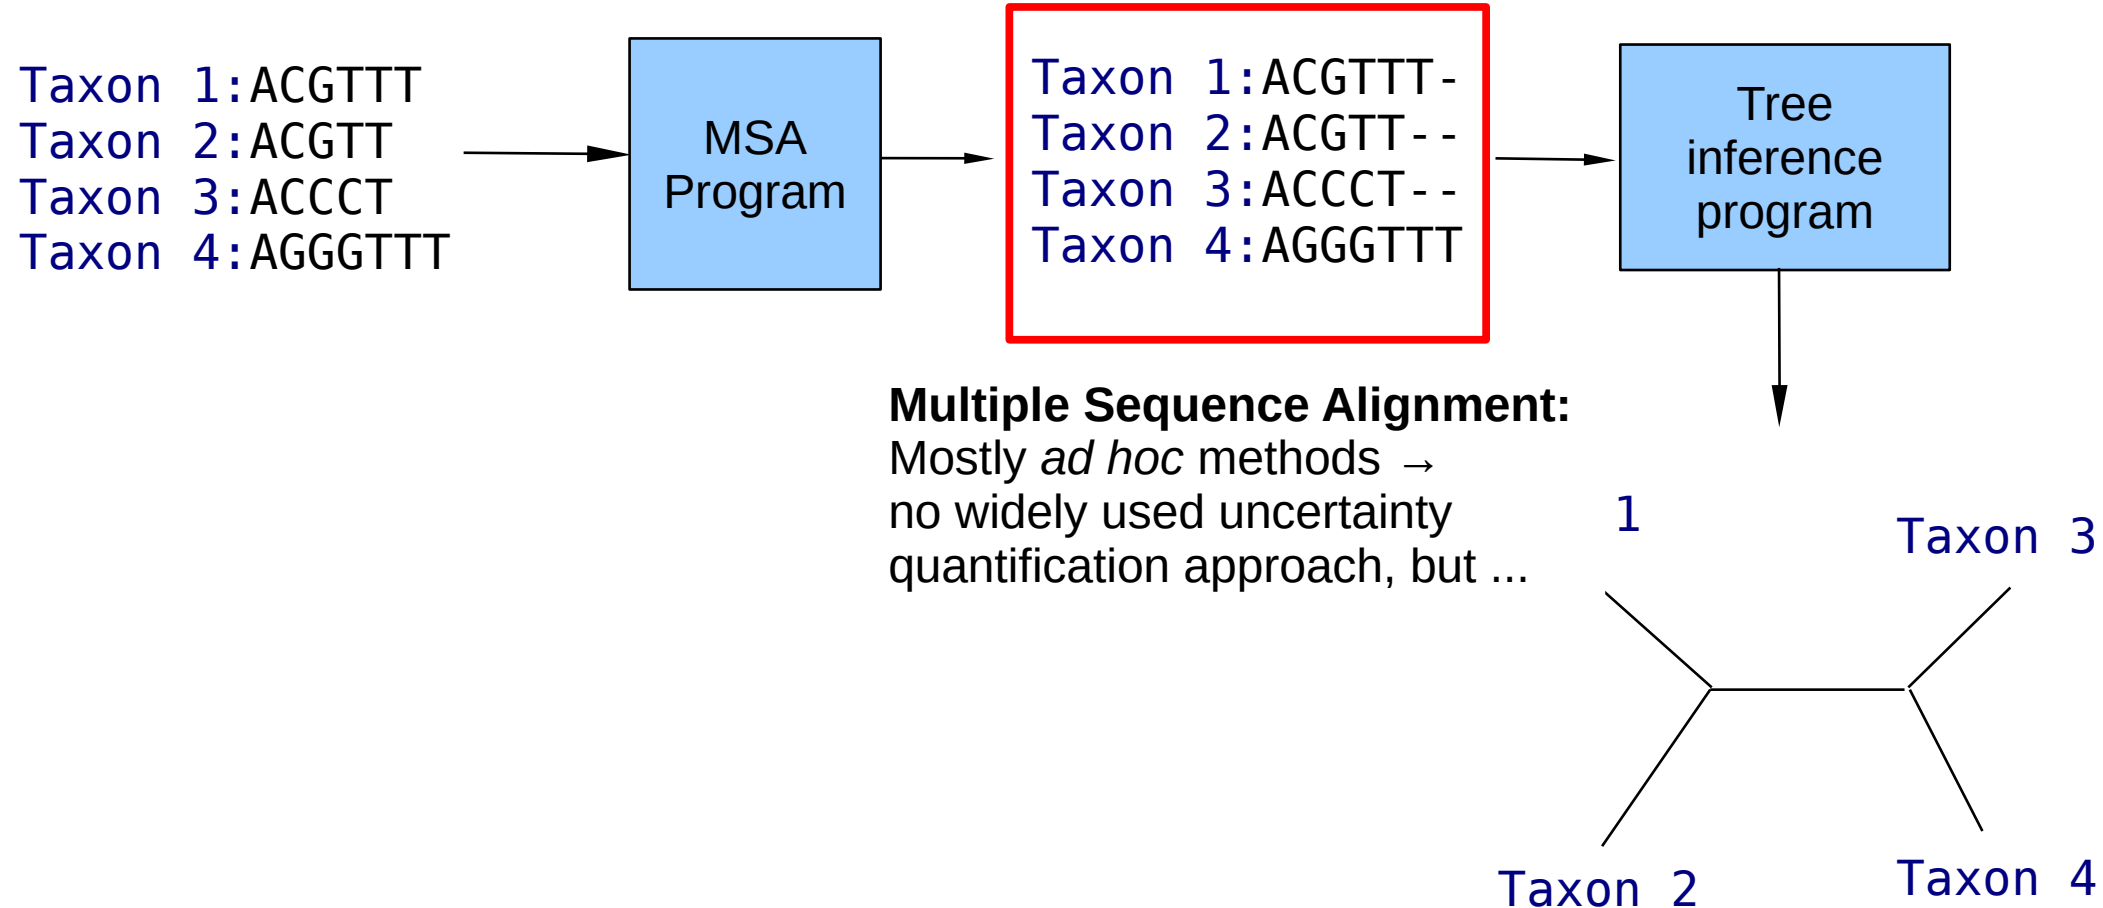 Taxon 1:ACGTTT
Taxon 2:ACGTT
Taxon 3:ACCCT
Taxon 4:AGGGTTT
MSA
Program
Taxon 1:ACGTTT-
Taxon 2:ACGTT--
Taxon 3:ACCCT--
Taxon 4:AGGGTTT
Tree
inference
program
Multiple Sequence Alignment:
Mostly ad hoc methods →
no widely used uncertainty
quantification approach, but ...
1
Taxon 3
Taxon 2
Taxon 4